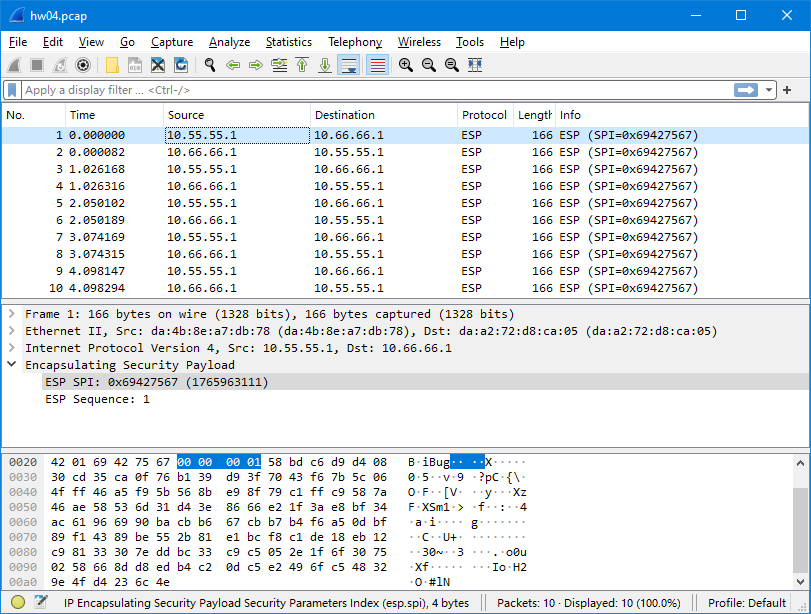 hw04.pcap
File Edit View Go Capture Analyze Statistics Telephony Wireless Tools Help
Apply a display filter ... <Ctrl-/>
No. Time Source Destination Protocol Length Info
1 0.000000 10.55.55.1 10.66.66.1 ESP 166 ESP (SPI=0x69427567)
2 0.000082 10.66.66.1 10.55.55.1 ESP 166 ESP (SPI=0x69427567)
3 1.026168 10.55.55.1 10.66.66.1 ESP 166 ESP (SPI=0x69427567)
4 1.026316 10.66.66.1 10.55.55.1 ESP 166 ESP (SPI=0x69427567)
5 2.050102 10.55.55.1 10.66.66.1 ESP 166 ESP (SPI=0x69427567)
6 2.050189 10.66.66.1 10.55.55.1 ESP 166 ESP (SPI=0x69427567)
7 3.074169 10.55.55.1 10.66.66.1 ESP 166 ESP (SPI=0x69427567)
8 3.074315 10.66.66.1 10.55.55.1 ESP 166 ESP (SPI=0x69427567)
9 4.098147 10.55.55.1 10.66.66.1 ESP 166 ESP (SPI=0x69427567)
10 4.098294 10.66.66.1 10.55.55.1 ESP 166 ESP (SPI=0x69427567)
Frame 1: 166 bytes on wire (1328 bits), 166 bytes captured (1328 bits)
Ethernet II, Src: da:4b:8e:a7:db:78 (da:4b:8e:a7:db:78), Dst: da:a2:72:d8:ca:05 (da:a2:72:d8:ca:05)
Internet Protocol Version 4, Src: 10.55.55.1, Dst: 10.66.66.1
Encapsulating Security Payload
ESP SPI: 0x69427567 (1765963111)
ESP Sequence: 1
0020 42 01 69 42 75 67 00 00 00 01 58 bd c6 d9 d4 08 B·iBug·· ··X·····
0030 30 cd 35 ca 0f 76 b1 39 d9 3f 70 43 f6 7b 5c 06 0·5··v·9 ·?pC·{\·
0040 4f ff 46 a5 f9 5b 56 8b e9 8f 79 c1 ff c9 58 7a O·F··[V· ··y···Xz
0050 46 ae 58 53 6d 31 d4 3e 86 66 e2 1f 3a e8 bf 34 F·XSm1·> ·f··:··4
0060 ac 61 96 69 90 ba cb b6 67 cb b7 b4 f6 a5 0d bf ·a·i···· g·······
0070 89 f1 43 89 be 55 2b 81 e1 bc f8 c1 de 18 eb 12 ··C··U+· ········
0080 c9 81 33 30 7e dd bc 33 c9 c5 05 2e 1f 6f 30 75 ··30~··3 ···.·o0u
0090 02 58 66 8d d8 ed b4 c2 0d c5 e2 49 6f c5 48 32 ·Xf····· ···Io·H2
00a0 9e 4f d4 23 6c 4e ·O·#lN
IP Encapsulating Security Payload Security Parameters Index (esp.spi), 4 bytes Packets: 10 · Displayed: 10 (100.0%) Profile: Default